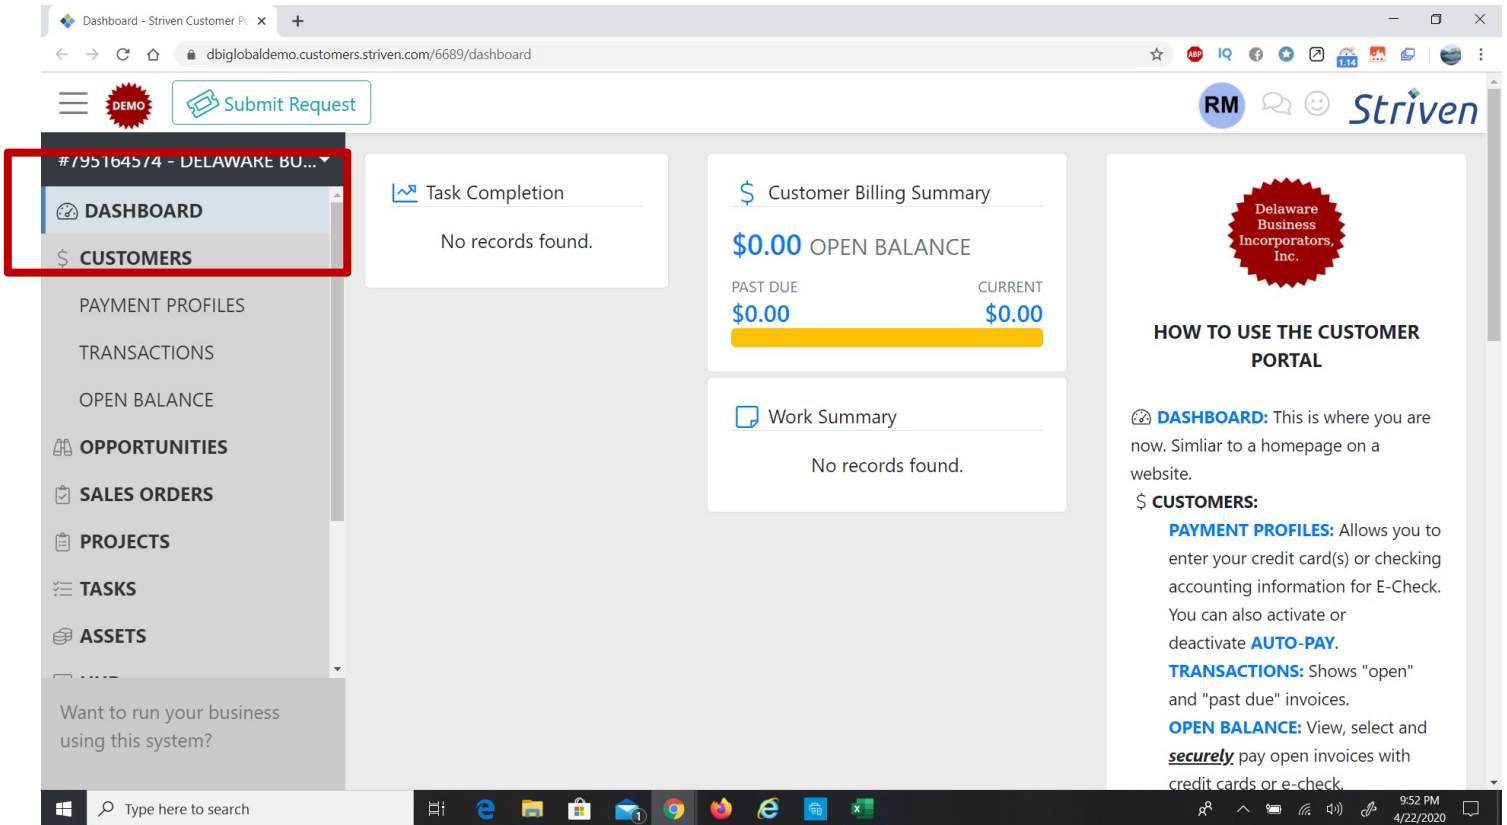 Dashboard - Striven Customer Po
dbiglobaldemo.customers.striven.com/6689/dashboard
ABP
IQ
1.14
DEMO
Submit Request
RM
Striven
#795164574 - DELAWARE BU...
DASHBOARD
$ CUSTOMERS
PAYMENT PROFILES
TRANSACTIONS
OPEN BALANCE
OPPORTUNITIES
SALES ORDERS
PROJECTS
TASKS
ASSETS
Want to run your business
using this system?
Task Completion
No records found.
$ Customer Billing Summary
$0.00 OPEN BALANCE
PAST DUE CURRENT
$0.00 $0.00
Work Summary
No records found.
Delaware
Business
Incorporators,
Inc.
HOW TO USE THE CUSTOMER
PORTAL
DASHBOARD: This is where you are
now. Simliar to a homepage on a
website.
$ CUSTOMERS:
PAYMENT PROFILES: Allows you to
enter your credit card(s) or checking
accounting information for E-Check.
You can also activate or
deactivate AUTO-PAY.
TRANSACTIONS: Shows "open"
and "past due" invoices.
OPEN BALANCE: View, select and
securely pay open invoices with
credit cards or e-check.
Type here to search
1
9:52 PM
4/22/2020